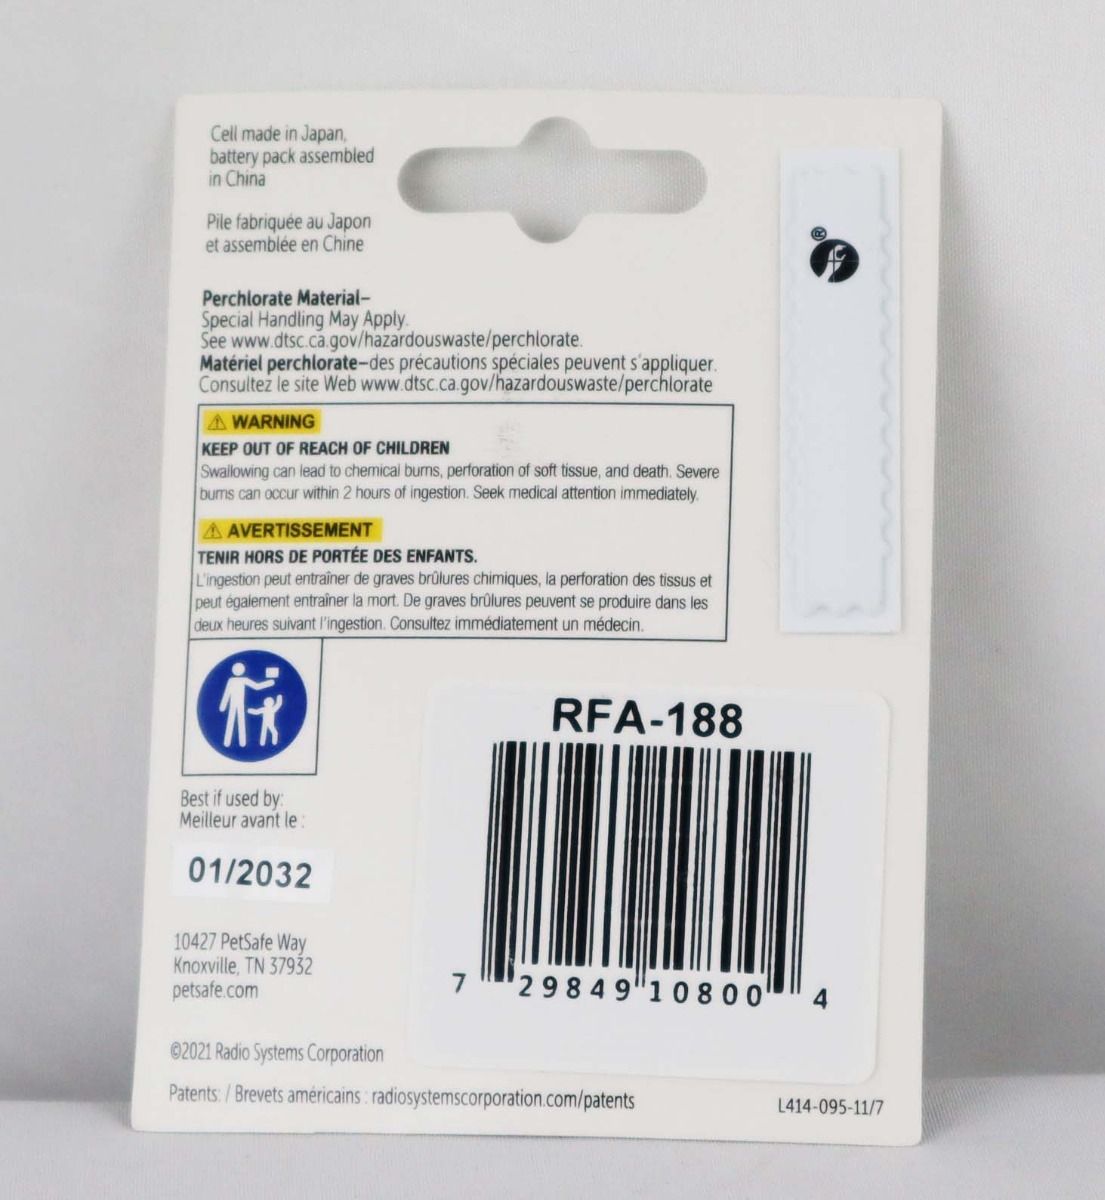 Cell made in Japan,
battery pack assembled
in China
Pile fabriquée au Japon
et assemblée en Chine
Perchlorate Material–
Special Handling May Apply.
See www.dtsc.ca.gov/hazardouswaste/perchlorate.
Matériel perchlorate–des précautions spéciales peuvent s'appliquer.
Consultez le site Web www.dtsc.ca.gov/hazardouswaste/perchlorate
⚠ WARNING
KEEP OUT OF REACH OF CHILDREN
Swallowing can lead to chemical burns, perforation of soft tissue, and death. Severe
burns can occur within 2 hours of ingestion. Seek medical attention immediately.
⚠ AVERTISSEMENT
TENIR HORS DE PORTÉE DES ENFANTS.
L'ingestion peut entraîner de graves brûlures chimiques, la perforation des tissus et
peut également entraîner la mort. De graves brûlures peuvent se produire dans les
deux heures suivant l'ingestion. Consultez immédiatement un médecin.
®
RFA-188
7 29849 10800 4
Best if used by:
Meilleur avant le :
01/2032
10427 PetSafe Way
Knoxville, TN 37932
petsafe.com
©2021 Radio Systems Corporation
Patents: / Brevets américains : radiosystemscorporation.com/patents
L414-095-11/7